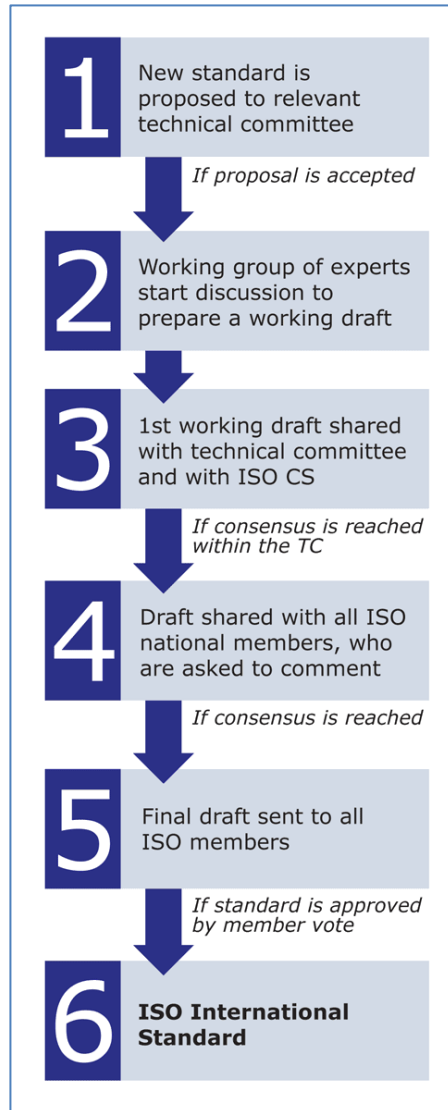 1
New standard is
proposed to relevant
technical committee
If proposal is accepted
2
Working group of experts
start discussion to
prepare a working draft
3
1st working draft shared
with technical committee
and with ISO CS
If consensus is reached
within the TC
4
Draft shared with all ISO
national members, who
are asked to comment
If consensus is reached
5
Final draft sent to all
ISO members
If standard is approved
by member vote
6
ISO International
Standard